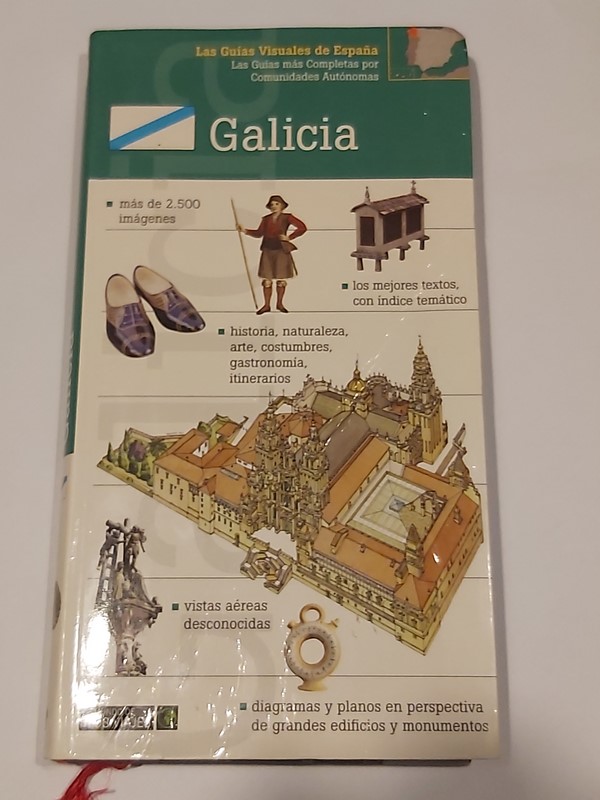 Las Guías Visuales de España
Las Guías más Completas por
Comunidades Autónomas
Galicia
más de 2.500
imágenes
los mejores textos,
con índice temático
historia, naturaleza,
arte, costumbres,
gastronomía,
itinerarios
vistas aéreas
desconocidas
diagramas y planos en perspectiva
de grandes edificios y monumentos